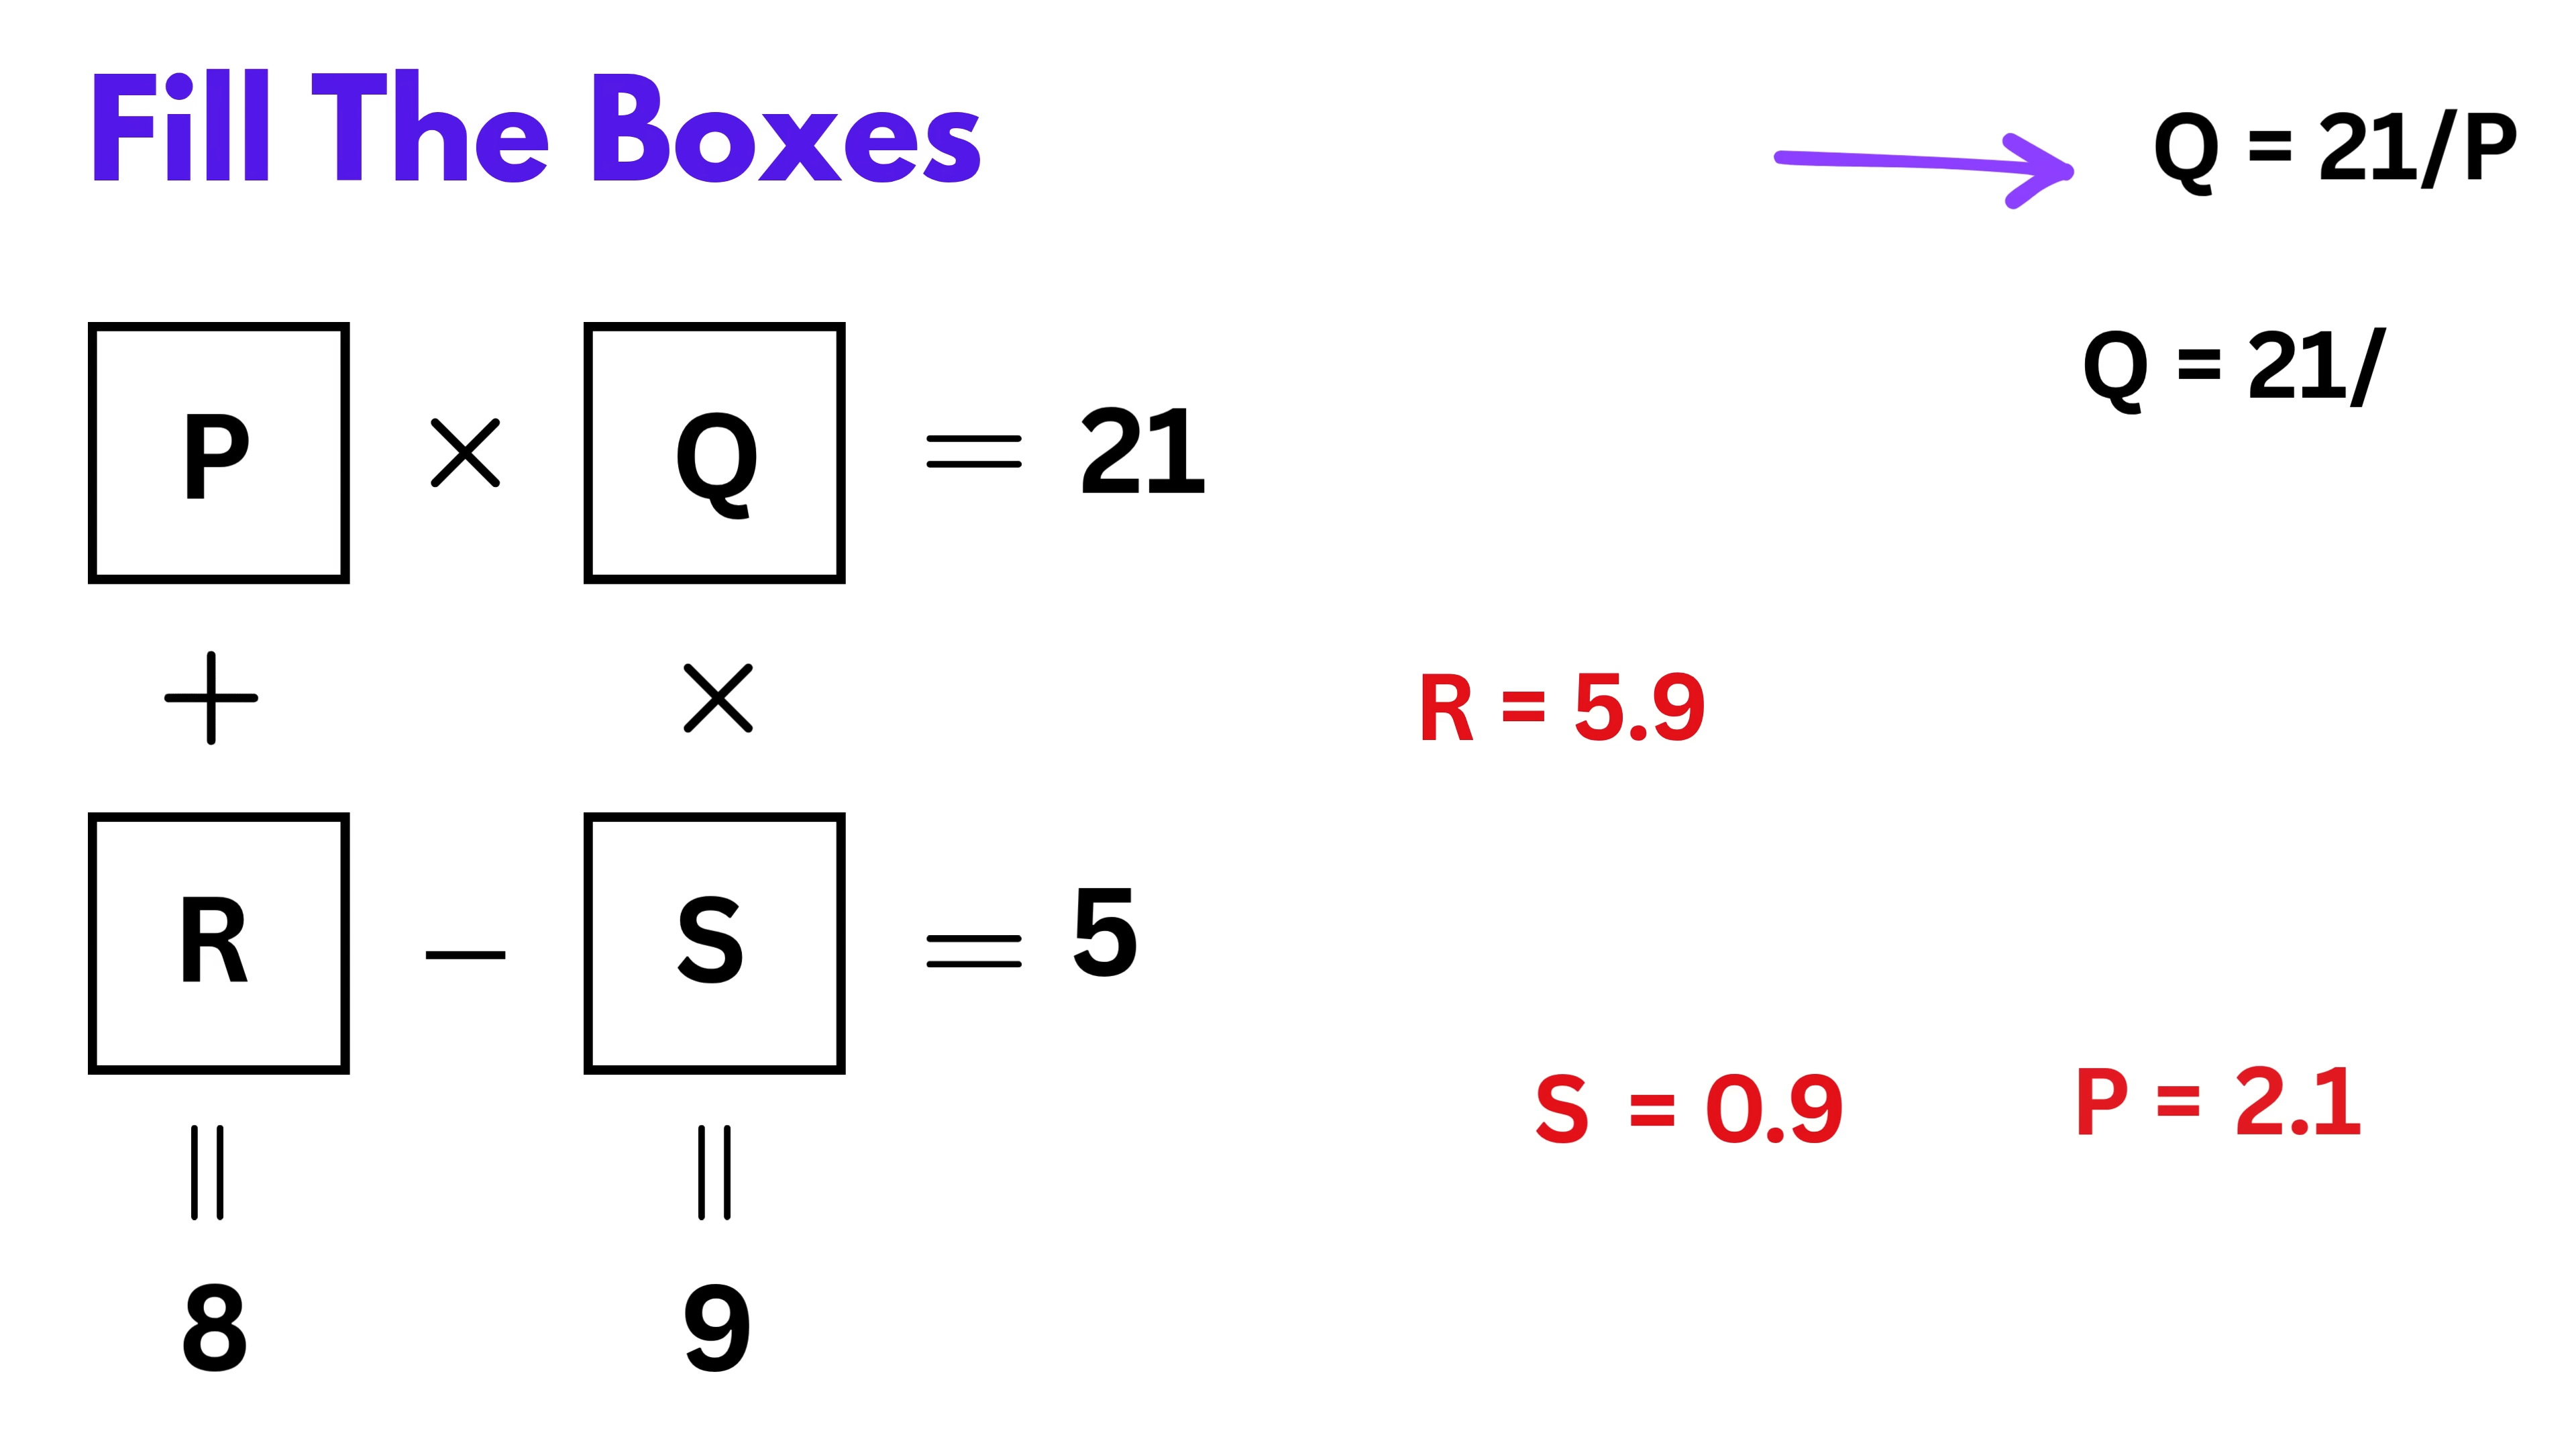 Fill The Boxes
Q = 21/P
Q = 21/
P × Q = 21
+ ×
R = 5.9
R − S = 5
S = 0.9 P = 2.1
|| ||
8 9